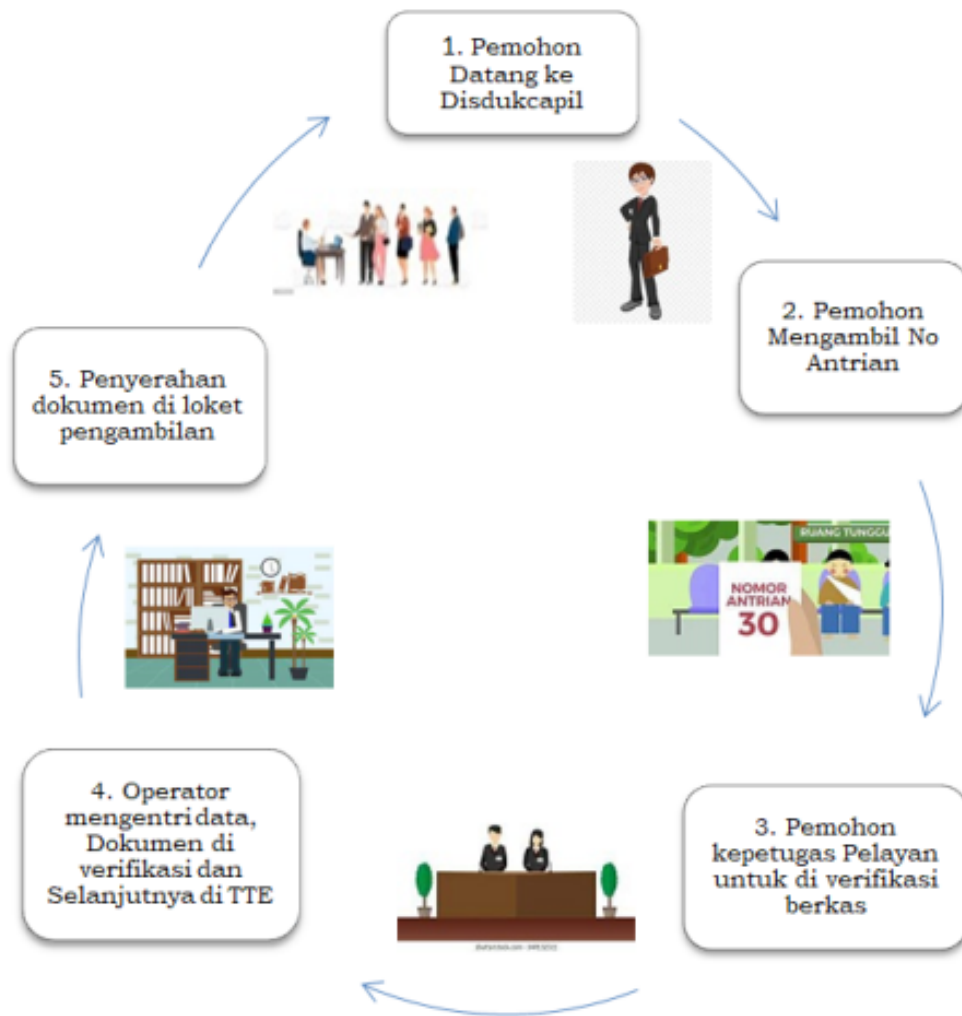 1. Pemohon
Datang ke
Disdukcapil
2. Pemohon
Mengambil No
Antrian
5. Penyerahan
dokumen di loket
pengambilan
RUANG TUNGGU
NOMOR
ANTRIAN
30
4. Operator
mengentri data,
Dokumen di
verifikasi dan
Selanjutnya di TTE
3. Pemohon
kepetugas Pelayan
untuk di verifikasi
berkas